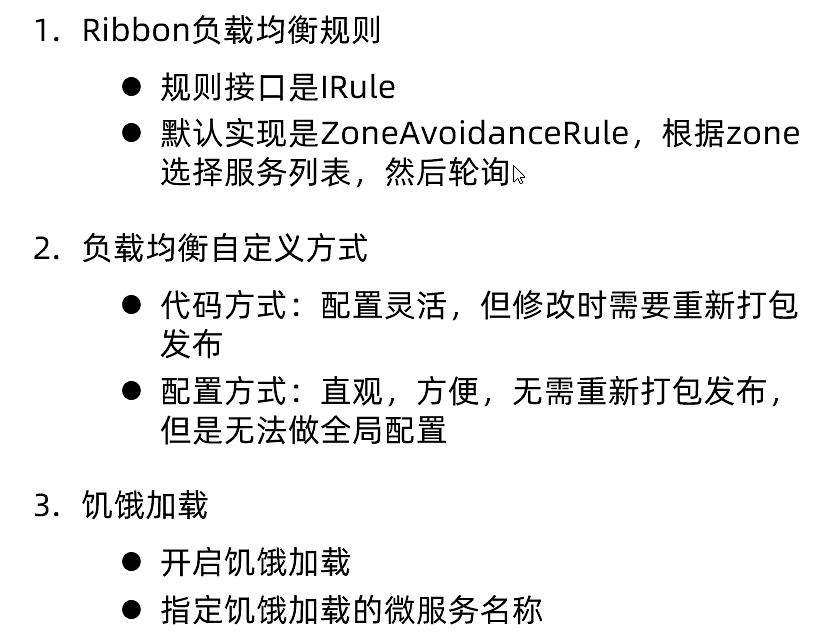 1. Ribbon负载均衡规则
● 规则接口是IRule
● 默认实现是ZoneAvoidanceRule，根据zone
选择服务列表，然后轮询
2. 负载均衡自定义方式
● 代码方式：配置灵活，但修改时需要重新打包
发布
● 配置方式：直观，方便，无需重新打包发布，
但是无法做全局配置
3. 饥饿加载
● 开启饥饿加载
● 指定饥饿加载的微服务名称